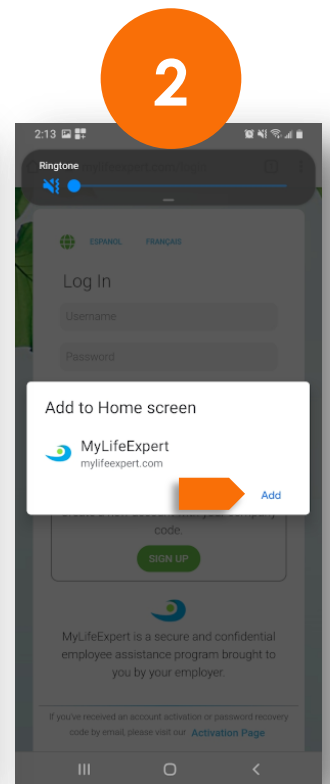 2
2:13
Ringtone
ESPANOL FRANÇAIS
Log In
Username
Password
Add to Home screen
MyLifeExpert
mylifeexpert.com
Add
code.
SIGN UP
MyLifeExpert is a secure and confidential
employee assistance program brought to
you by your employer.
If you've received an account activation or password recovery
code by email, please visit our Activation Page